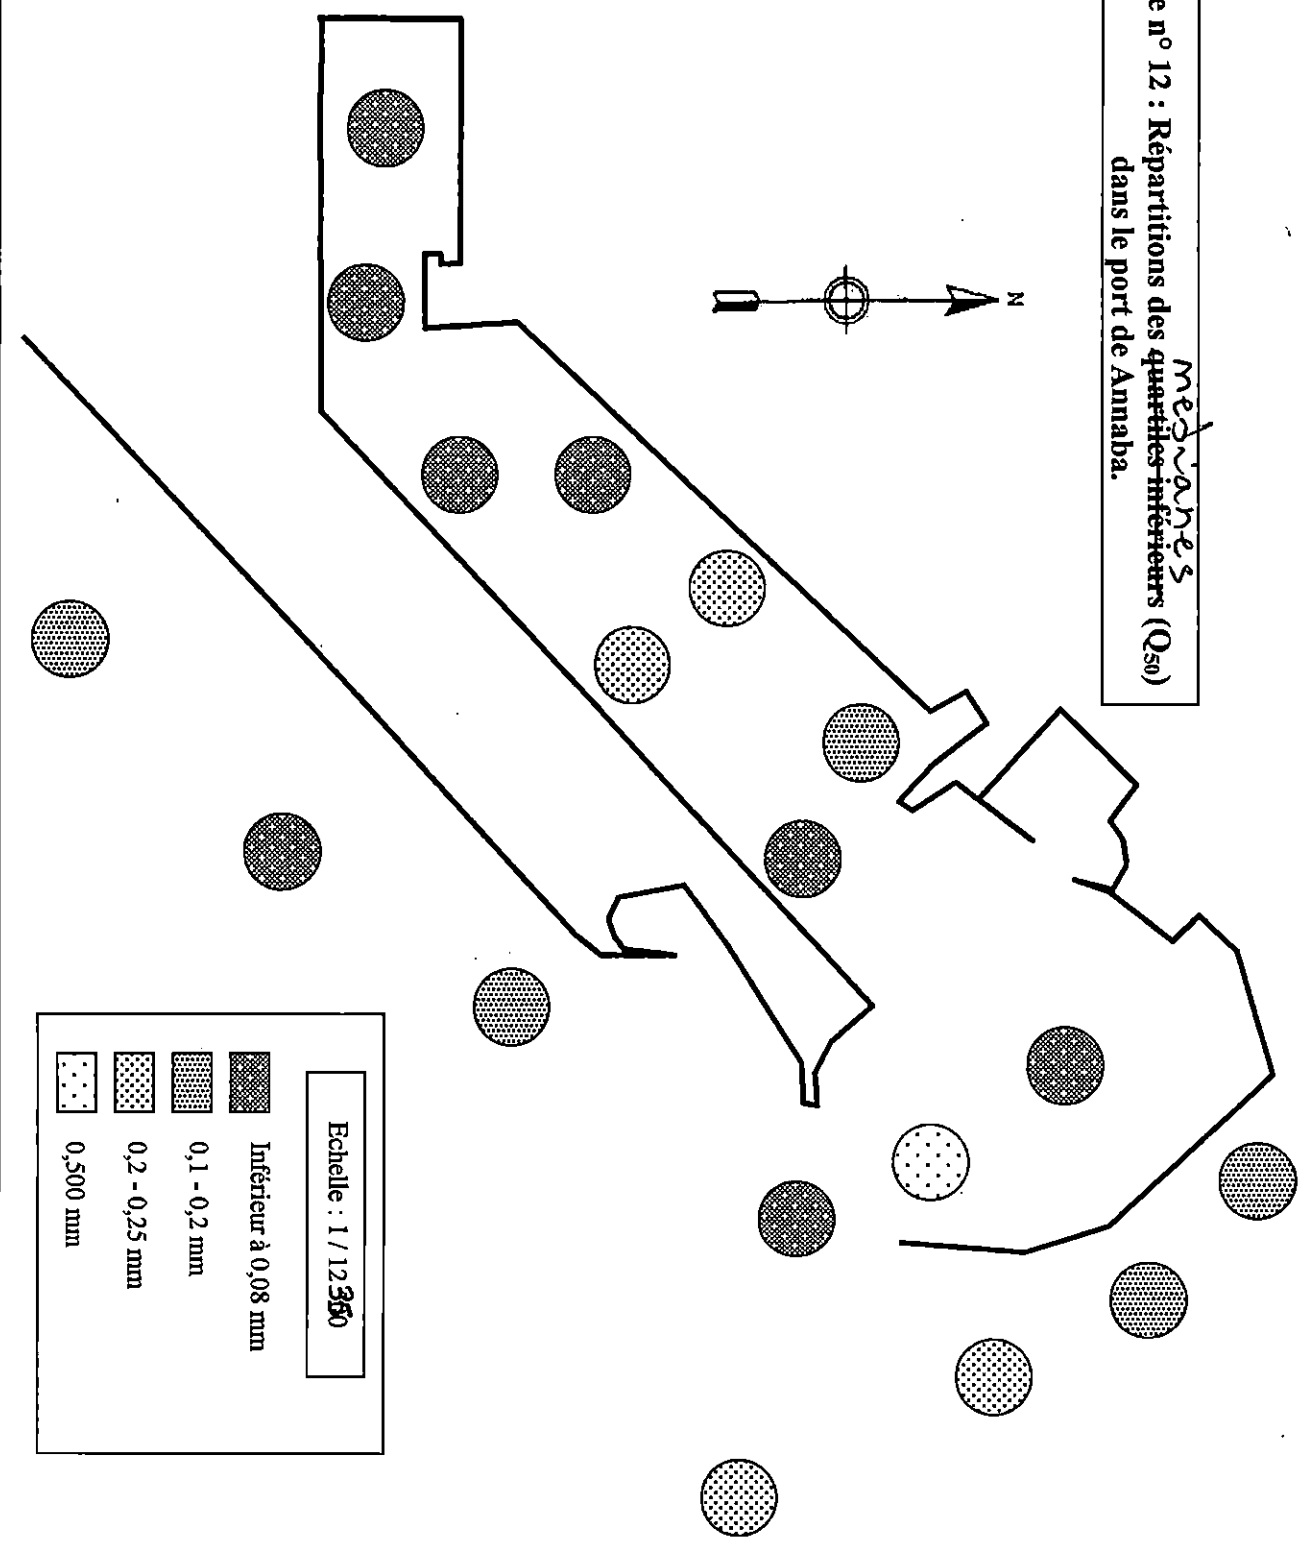 e n° 12 : Répartitions des quartiles inférieurs (Q50)
médianes
dans le port de Annaba.
N
Echelle : 1 /
Inférieur à 0,08 mm
0,1 - 0,2 mm
0,2 - 0,25 mm
0,500 mm